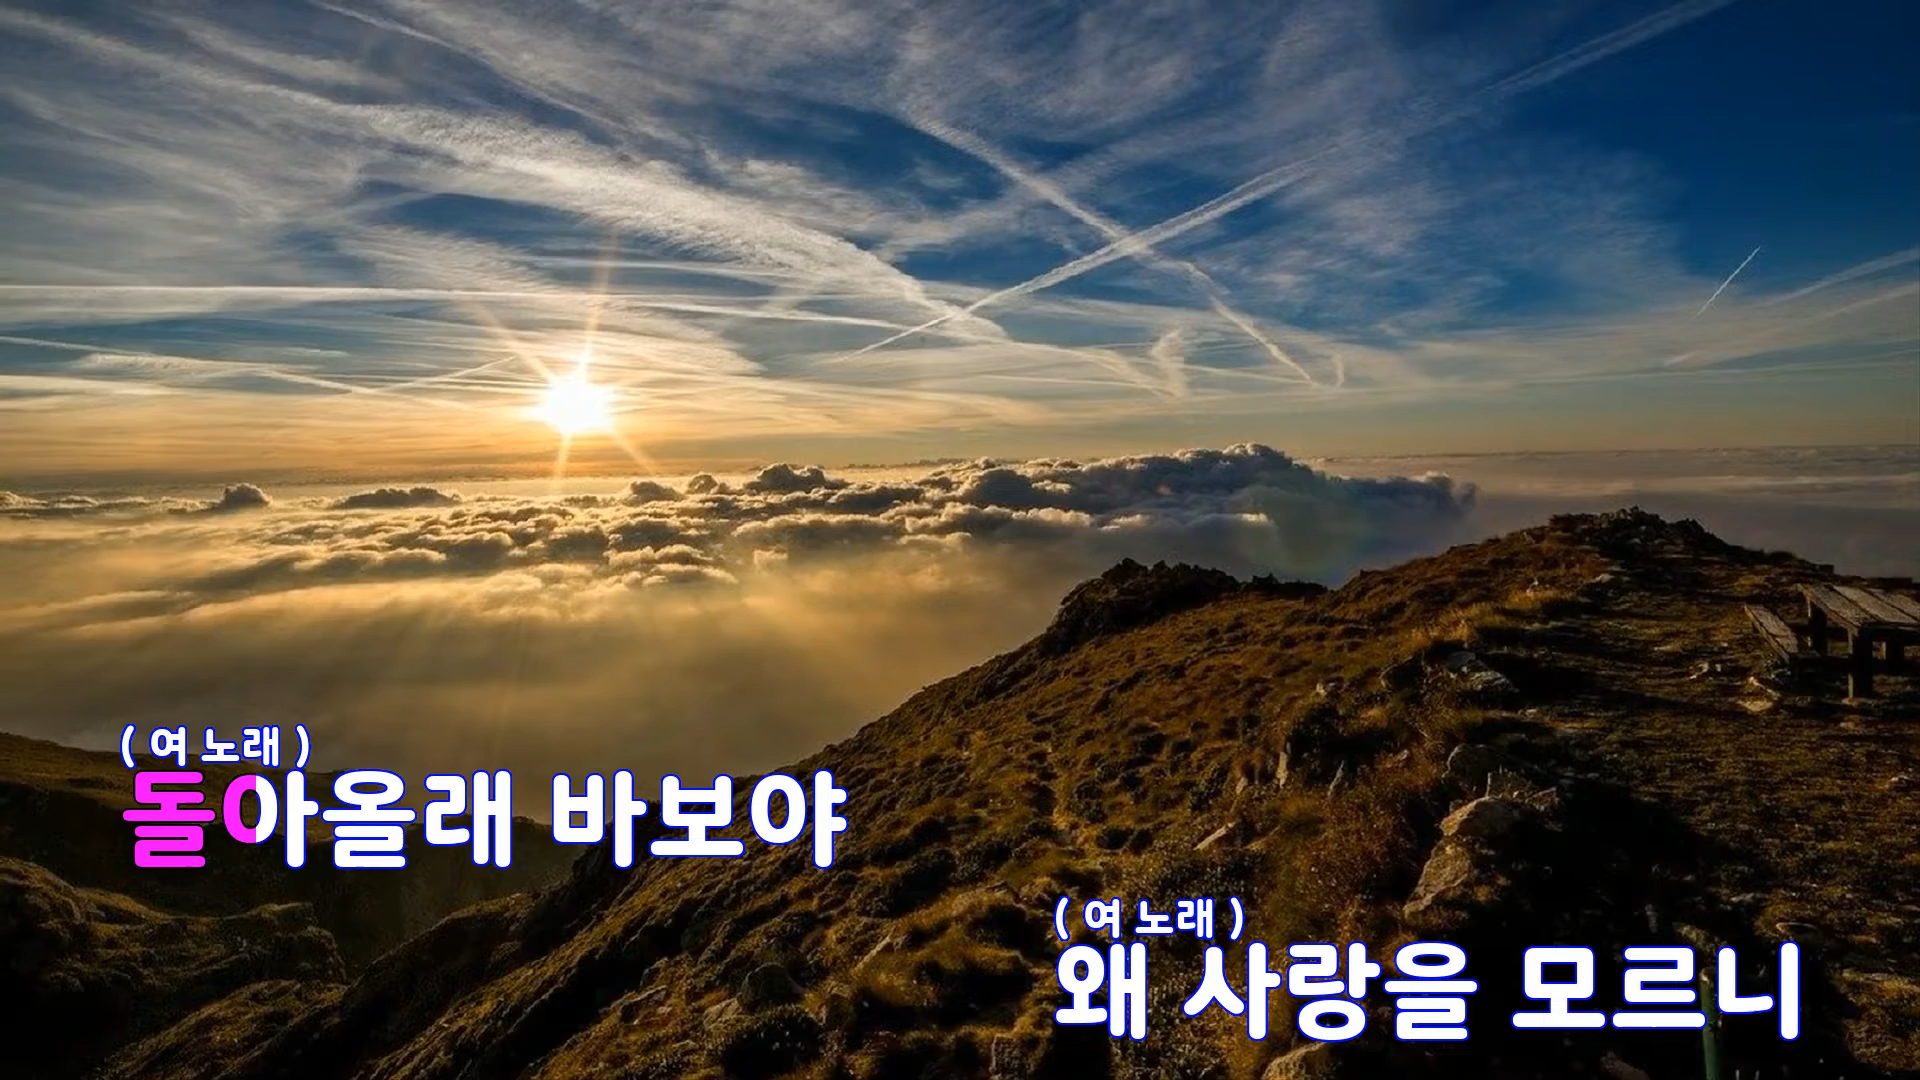 ( 여 노래 )
돌아올래 바보야
( 여 노래 )
왜 사랑을 모르니